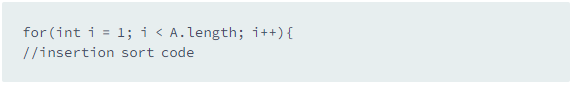 for(int i = 1; i < A.length; i++){
//insertion sort code